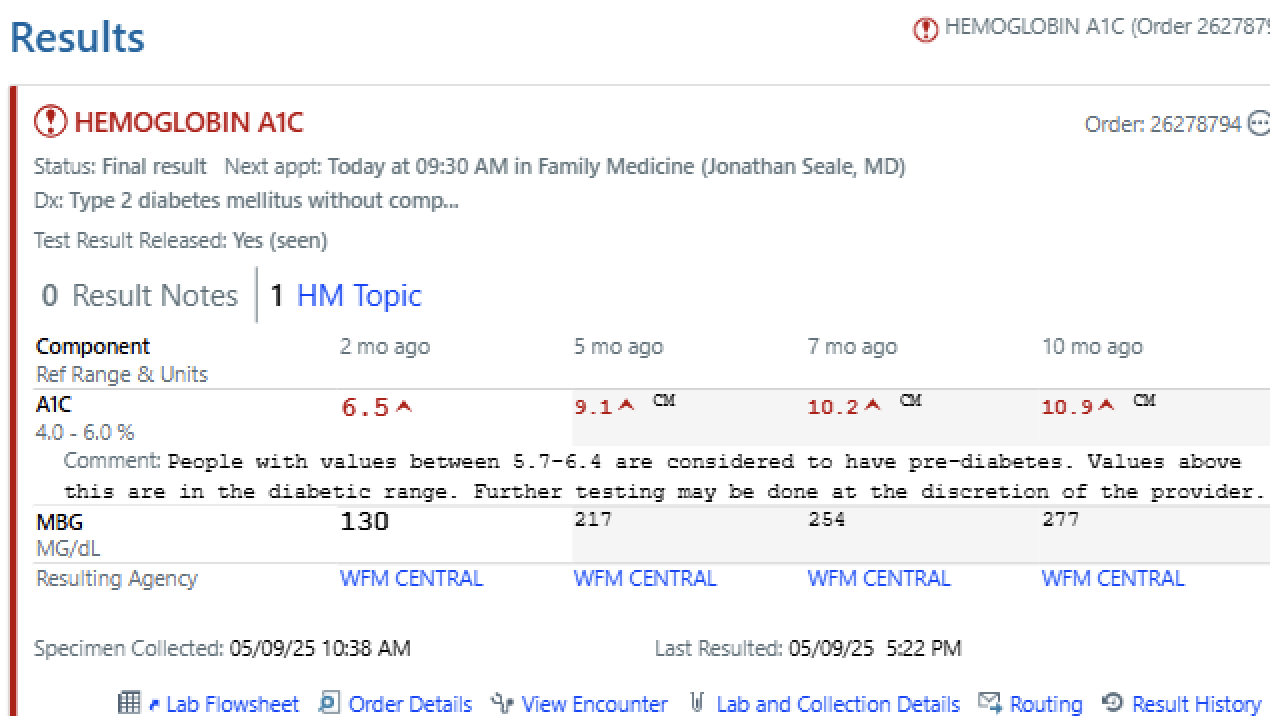 Results
HEMOGLOBIN A1C (Order 2627879
HEMOGLOBIN A1C
Order: 26278794
Status: Final result Next appt: Today at 09:30 AM in Family Medicine (Jonathan Seale, MD)
Dx: Type 2 diabetes mellitus without comp...
Test Result Released: Yes (seen)
0 Result Notes 1 HM Topic
Component 2 mo ago 5 mo ago 7 mo ago 10 mo ago
Ref Range & Units
A1C 6.5 9.1 CM 10.2 CM 10.9 CM
4.0 - 6.0 %
Comment: People with values between 5.7-6.4 are considered to have pre-diabetes. Values above
this are in the diabetic range. Further testing may be done at the discretion of the provider.
MBG 130 217 254 277
MG/dL
Resulting Agency WFM CENTRAL WFM CENTRAL WFM CENTRAL WFM CENTRAL
Specimen Collected: 05/09/25 10:38 AM Last Resulted: 05/09/25 5:22 PM
Lab Flowsheet Order Details View Encounter Lab and Collection Details Routing Result History